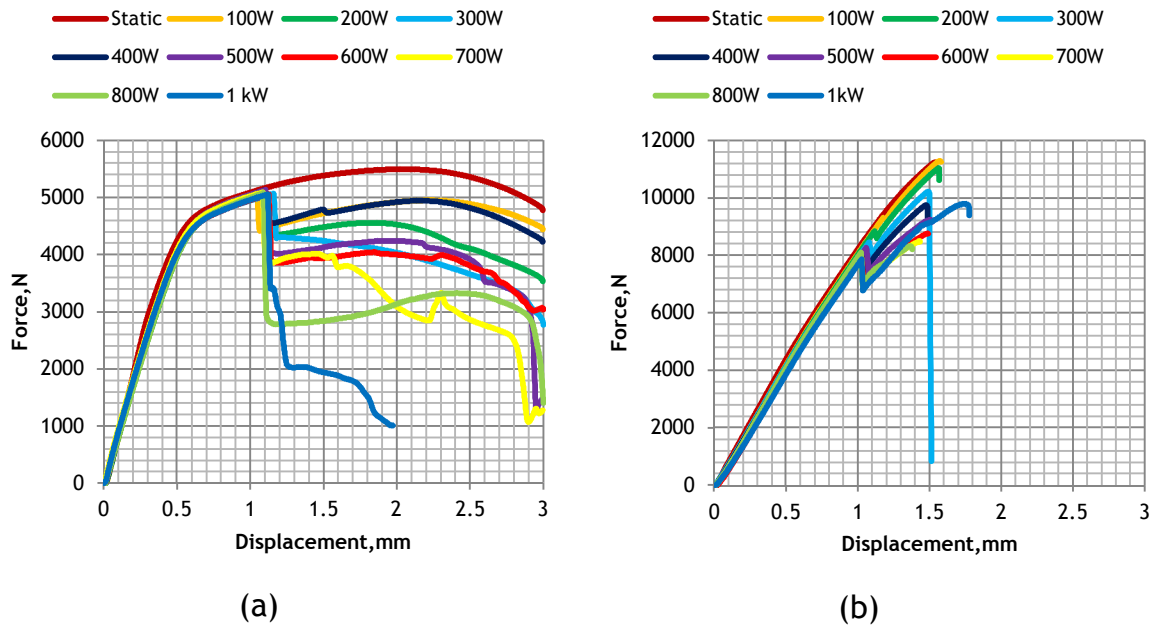 Static 100W 200W 300W
400W 500W 600W 700W
800W 1 kW
6000
5000
4000
3000
2000
1000
0
Force,N
0 0.5 1 1.5 2 2.5 3
Displacement,mm
(a)
Static 100W 200W 300W
400W 500W 600W 700W
800W 1kW
12000
10000
8000
6000
4000
2000
0
Force,N
0 0.5 1 1.5 2 2.5 3
Displacement,mm
(b)